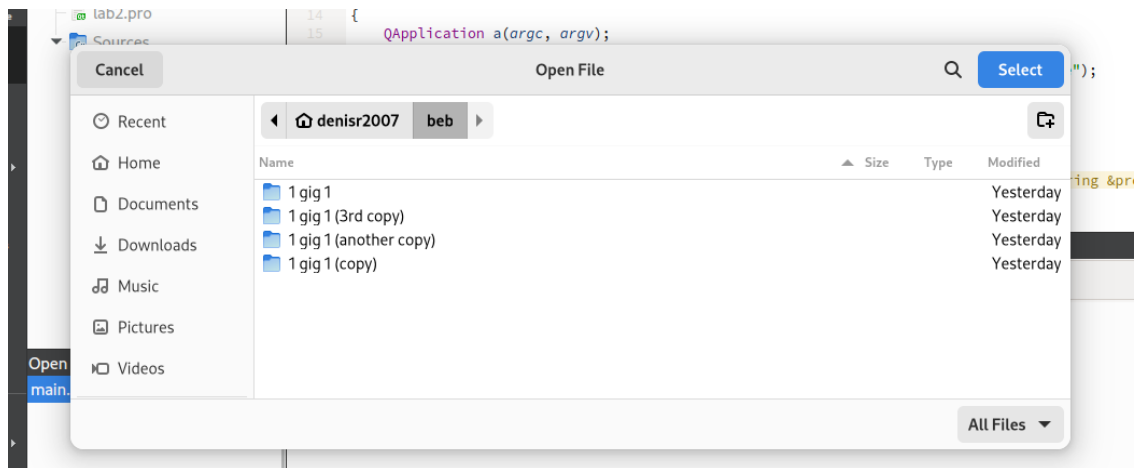 lab2.pro
14 {
Sources
15 QApplication a(argc, argv);
Cancel Open File Select
");
Recent denisr2007 beb
Home Name Size Type Modified
ring &pr
1 gig 1 Yesterday
Documents 1 gig 1 (3rd copy) Yesterday
Downloads 1 gig 1 (another copy) Yesterday
1 gig 1 (copy) Yesterday
Music
Pictures
Open
Videos
main.
All Files